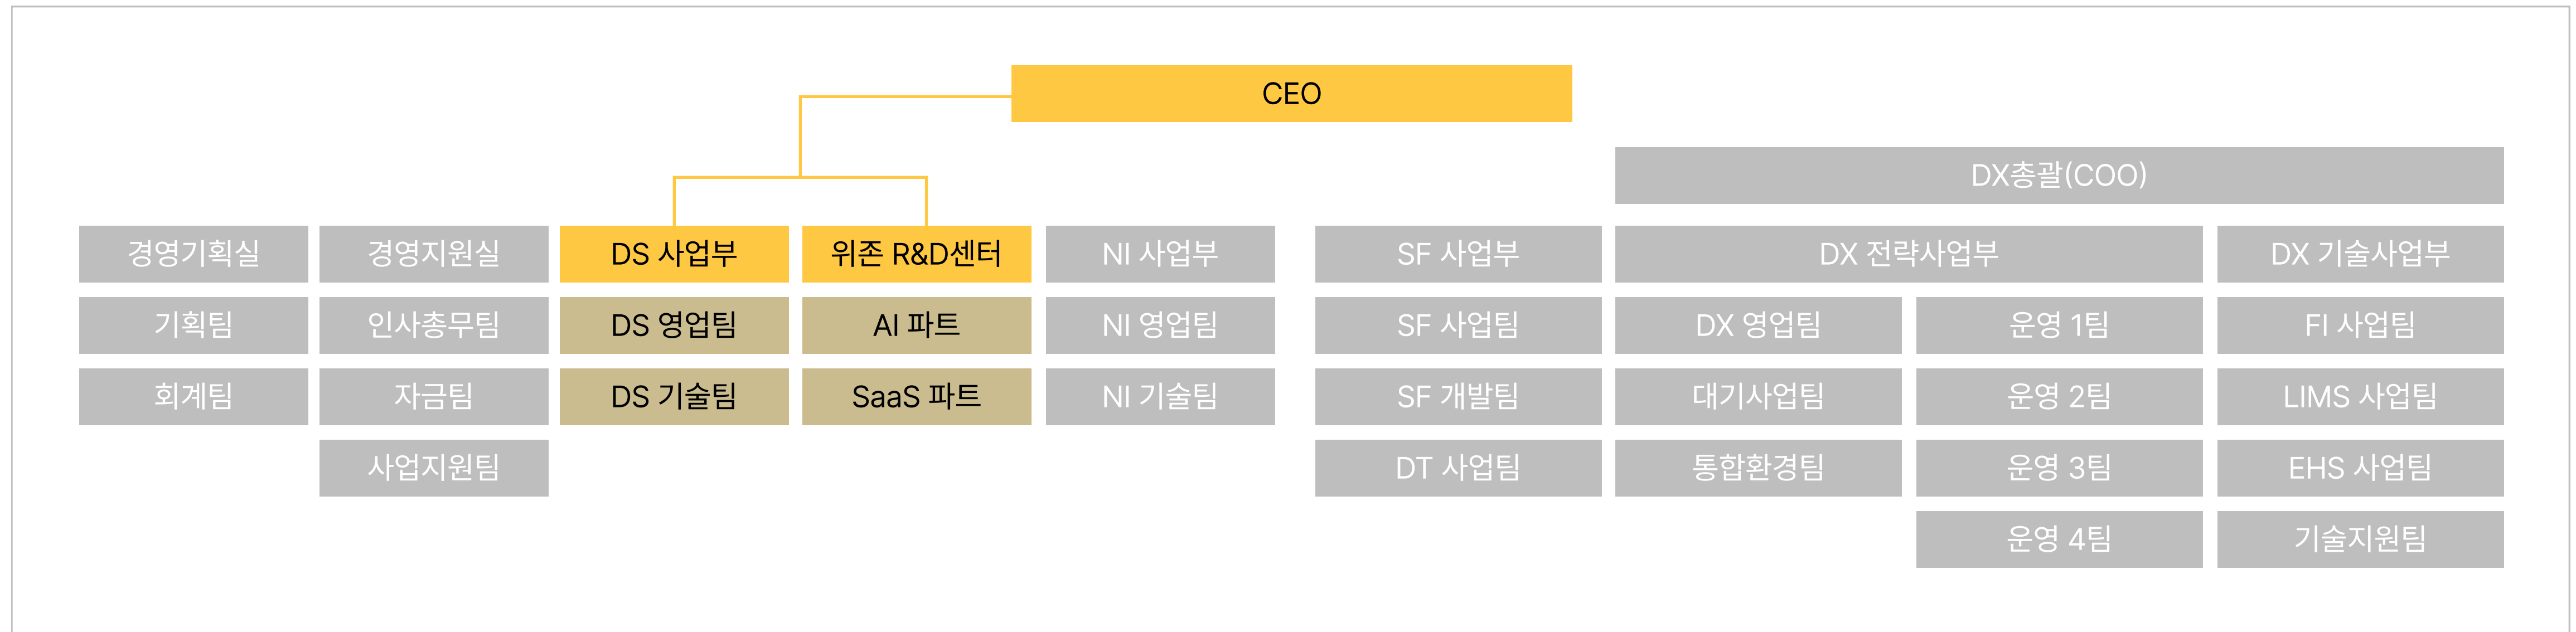 CEO
DX총괄(COO)
경영기획실
경영지원실
DS 사업부
위존 R&D센터
NI 사업부
SF 사업부
DX 전략사업부
DX 기술사업부
기획팀
인사총무팀
DS 영업팀
AI 파트
NI 영업팀
SF 사업팀
DX 영업팀
운영 1팀
FI 사업팀
회계팀
자금팀
DS 기술팀
SaaS 파트
NI 기술팀
SF 개발팀
대기사업팀
운영 2팀
LIMS 사업팀
사업지원팀
DT 사업팀
통합환경팀
운영 3팀
EHS 사업팀
운영 4팀
기술지원팀